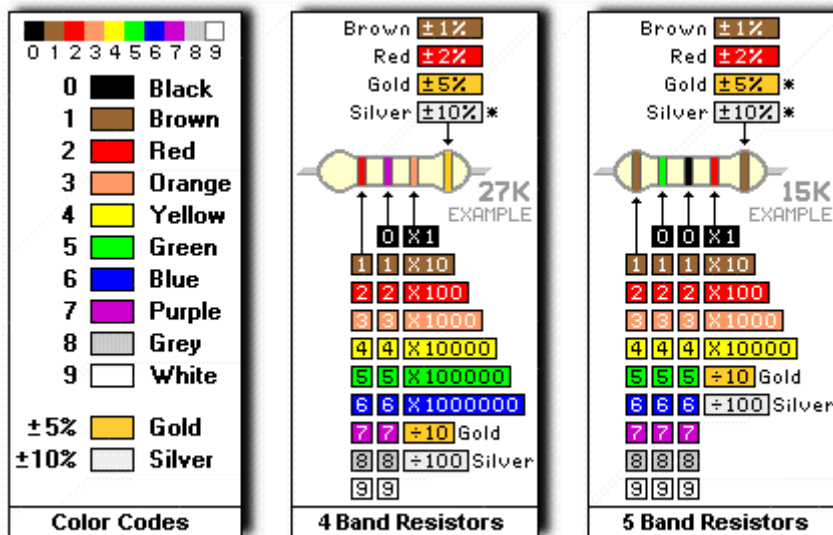 0 1 2 3 4 5 6 7 8 9
0 Black
1 Brown
2 Red
3 Orange
4 Yellow
5 Green
6 Blue
7 Purple
8 Grey
9 White
±5% Gold
±10% Silver
Color Codes
Brown ±1%
Red ±2%
Gold ±5%
Silver ±10% *
27K
EXAMPLE
0 X1
1 1 X10
2 2 X100
3 3 X1000
4 4 X10000
5 5 X100000
6 6 X1000000
7 7 ÷10 Gold
8 8 ÷100 Silver
9 9
4 Band Resistors
Brown ±1%
Red ±2%
Gold ±5% *
Silver ±10% *
15K
EXAMPLE
0 0 X1
1 1 1 X10
2 2 2 X100
3 3 3 X1000
4 4 4 X10000
5 5 5 ÷10 Gold
6 6 6 ÷100 Silver
7 7 7
8 8 8
9 9 9
5 Band Resistors